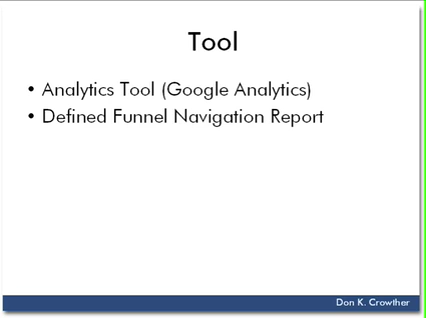 Tool
• Analytics Tool (Google Analytics)
• Defined Funnel Navigation Report
Don K. Crowther